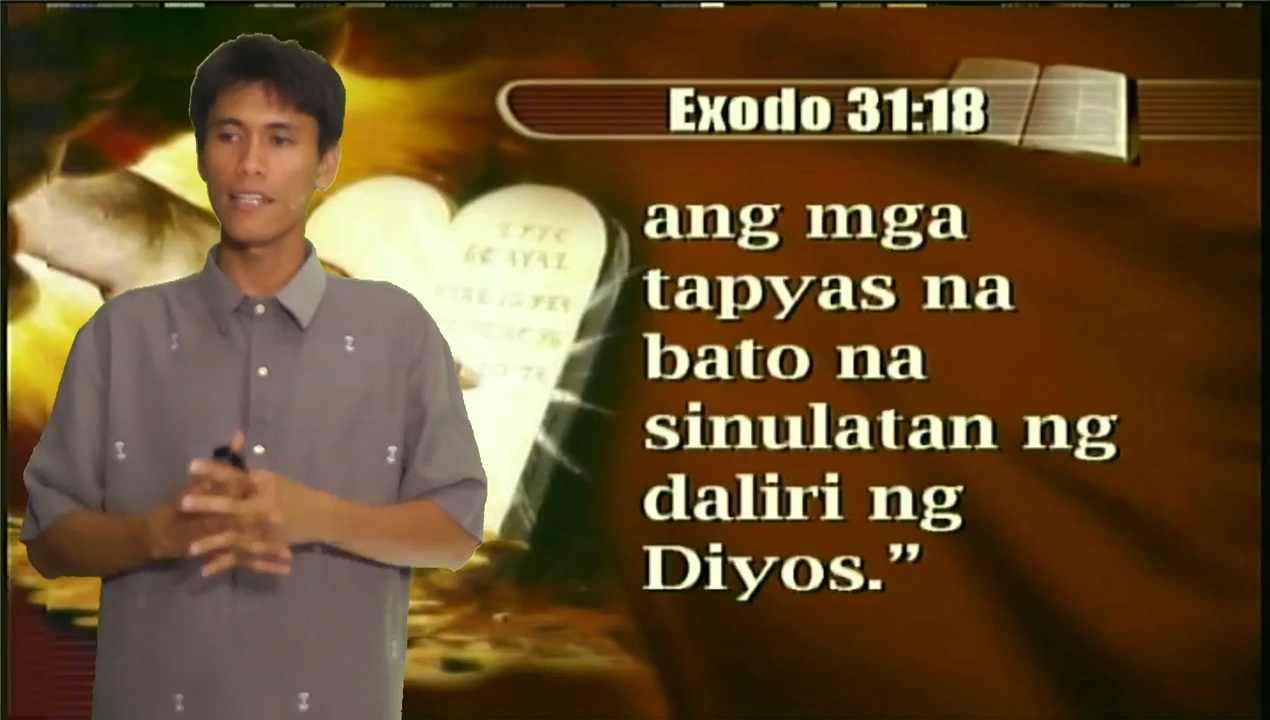 Exodo 31:18
ang mga
tapyas na
bato na
sinulatan ng
daliri ng
Diyos.”